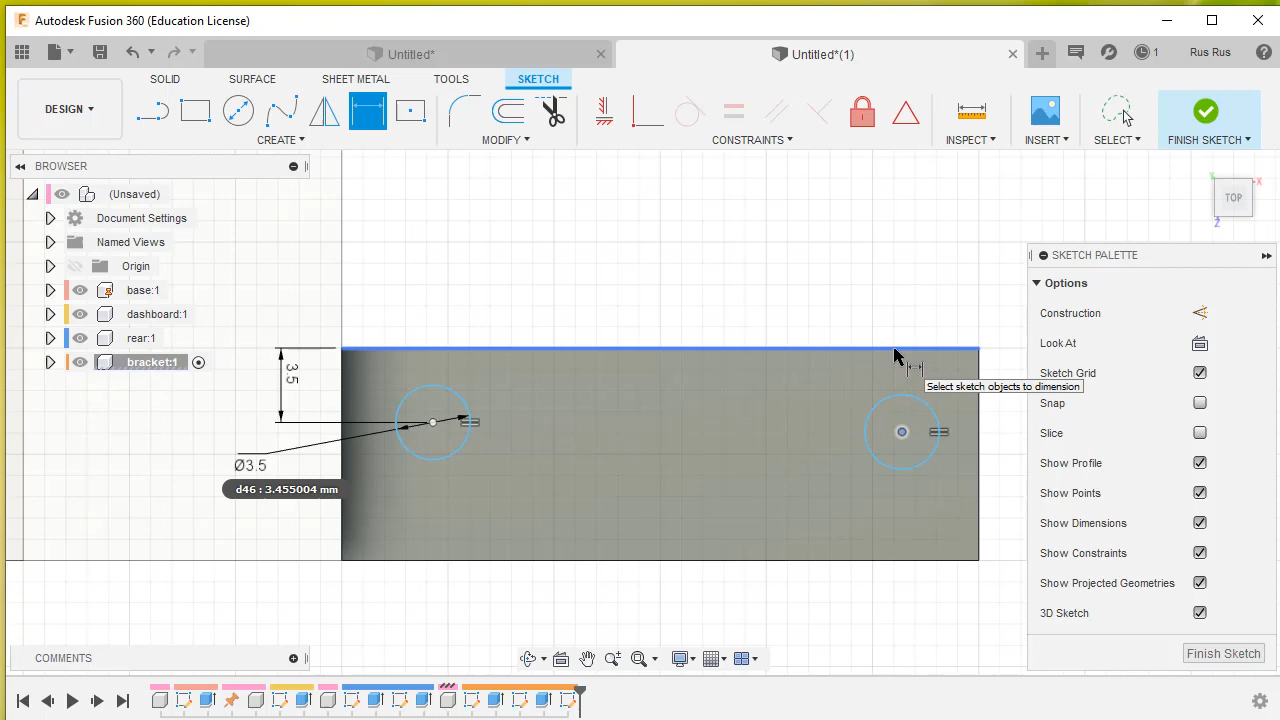 Autodesk Fusion 360 (Education License)
Untitled*
Untitled*(1)
1
Rus Rus
DESIGN
SOLID
SURFACE
SHEET METAL
TOOLS
SKETCH
CREATE
MODIFY
CONSTRAINTS
INSPECT
INSERT
SELECT
FINISH SKETCH
BROWSER
(Unsaved)
Document Settings
Named Views
Origin
base:1
dashboard:1
rear:1
bracket:1
TOP
X
Z
3.5
Ø3.5
d46 : 3.455004 mm
Select sketch objects to dimension
SKETCH PALETTE
Options
Construction
Look At
Sketch Grid
Snap
Slice
Show Profile
Show Points
Show Dimensions
Show Constraints
Show Projected Geometries
3D Sketch
Finish Sketch
COMMENTS